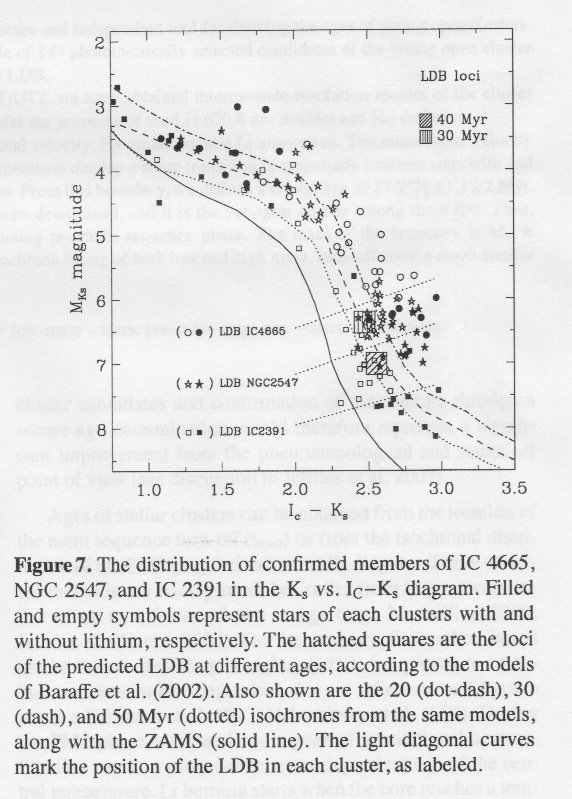 LDB loci
40 Myr
30 Myr
2
3
4
5
6
7
8
M_Ks magnitude
( ○ ● ) LDB IC4665
( ☆ ★ ) LDB NGC2547
( □ ■ ) LDB IC2391
1.0 1.5 2.0 2.5 3.0 3.5
I_c − K_s
Figure 7. The distribution of confirmed members of IC 4665,
NGC 2547, and IC 2391 in the K_s vs. I_C−K_s diagram. Filled
and empty symbols represent stars of each clusters with and
without lithium, respectively. The hatched squares are the loci
of the predicted LDB at different ages, according to the models
of Baraffe et al. (2002). Also shown are the 20 (dot-dash), 30
(dash), and 50 Myr (dotted) isochrones from the same models,
along with the ZAMS (solid line). The light diagonal curves
mark the position of the LDB in each cluster, as labeled.